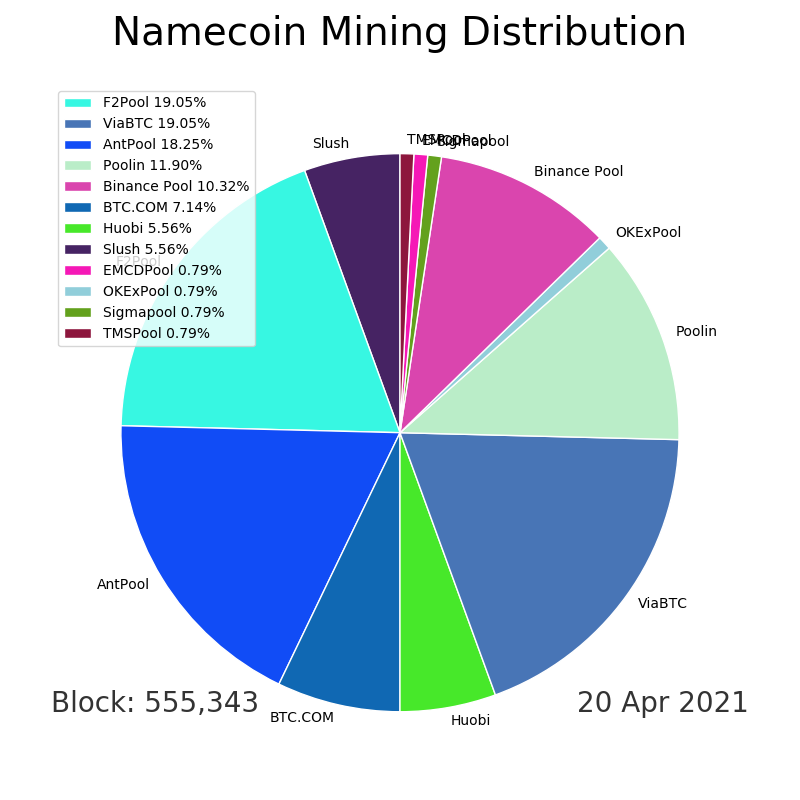 Namecoin Mining Distribution
F2Pool 19.05%
ViaBTC 19.05%
AntPool 18.25%
Poolin 11.90%
Binance Pool 10.32%
BTC.COM 7.14%
Huobi 5.56%
Slush 5.56%
EMCDPool 0.79%
OKExPool 0.79%
Sigmapool 0.79%
TMSPool 0.79%
Slush
TMSPool
EMCDPool
Sigmapool
Binance Pool
OKExPool
F2Pool
Poolin
AntPool
ViaBTC
Block: 555,343
20 Apr 2021
BTC.COM
Huobi